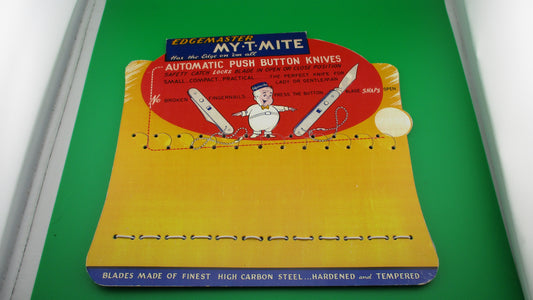 EDGEMASTER
MY-T-MITE
Has the Edge on 'em all
AUTOMATIC PUSH BUTTON KNIVES
SAFETY CATCH LOCKS BLADE IN OPEN OR CLOSE POSITION
SMALL, COMPACT, PRACTICAL ... THE PERFECT KNIFE FOR
LADY OR GENTLEMAN
No BROKEN FINGERNAILS PRESS THE BUTTON BLADE SNAPS OPEN
BLADES MADE OF FINEST HIGH CARBON STEEL...HARDENED and TEMPERED